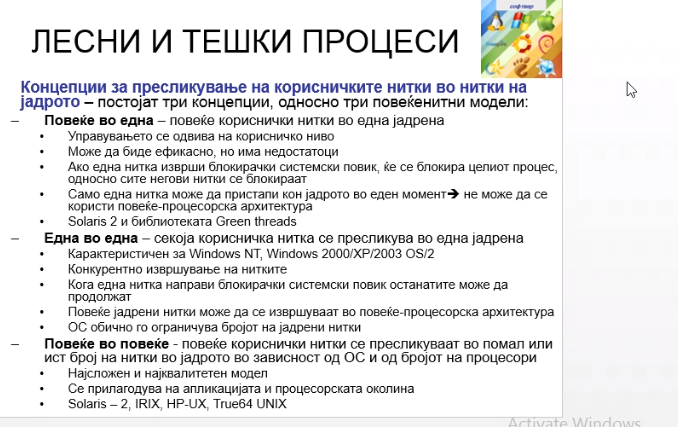 софтвер
ЛЕСНИ И ТЕШКИ ПРОЦЕСИ
Концепции за пресликување на корисничките нитки во нитки на
јадрото – постојат три концепции, односно три повеќенитни модели:
– Повеќе во една – повеќе кориснички нитки во една јадрена
• Управувањето се одвива на корисничко ниво
• Може да биде ефикасно, но има недостатоци
• Ако една нитка изврши блокирачки системски повик, ќе се блокира целиот процес,
односно сите негови нитки се блокираат
• Само една нитка може да пристапи кон јадрото во еден момент➔ не може да се
користи повеќе-процесорска архитектура
• Solaris 2 и библиотеката Green threads
– Една во една – секоја корисничка нитка се пресликува во една јадрена
• Карактеристичен за Windows NT, Windows 2000/XP/2003 OS/2
• Конкурентно извршување на нитките
• Кога една нитка направи блокирачки системски повик останатите може да
продолжат
• Повеќе јадрени нитки може да се извршуваат во повеќе-процесорска архитектура
• ОС обично го ограничува бројот на јадрени нитки
– Повеќе во повеќе - повеќе кориснички нитки се пресликуваат во помал или
ист број на нитки во јадрото во зависност од ОС и од бројот на процесори
• Најсложен и најквалитетен модел
• Се прилагодува на апликацијата и процесорската околина
• Solaris – 2, IRIX, HP-UX, True64 UNIX
Activate Windows